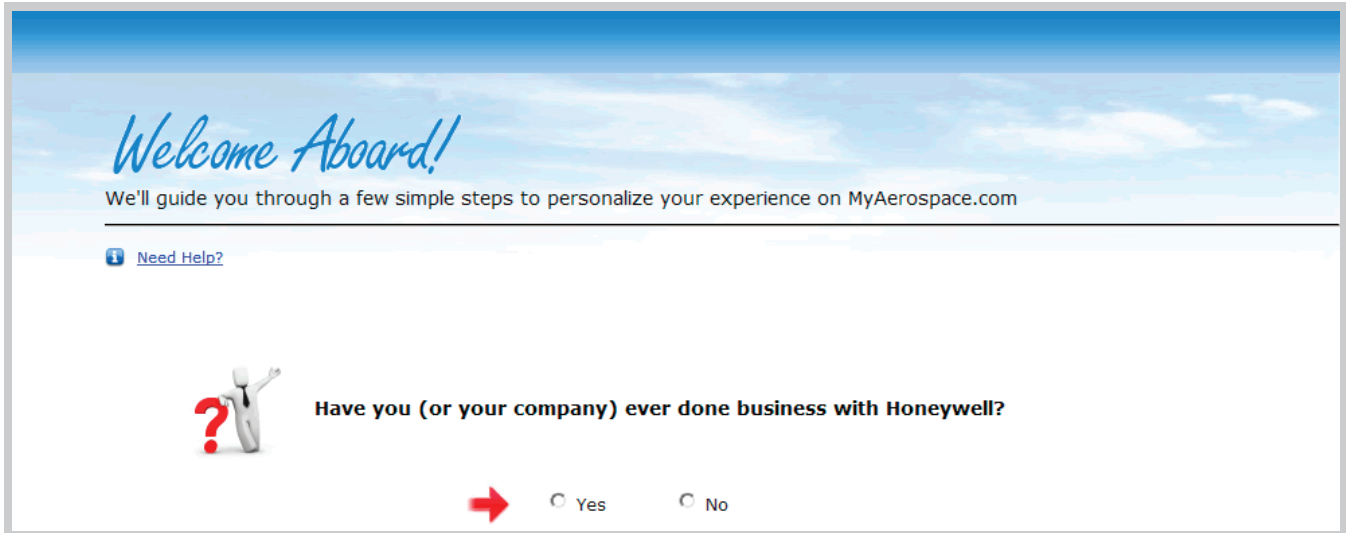 Welcome Aboard!
We'll guide you through a few simple steps to personalize your experience on MyAerospace.com
Need Help?
Have you (or your company) ever done business with Honeywell?
Yes No